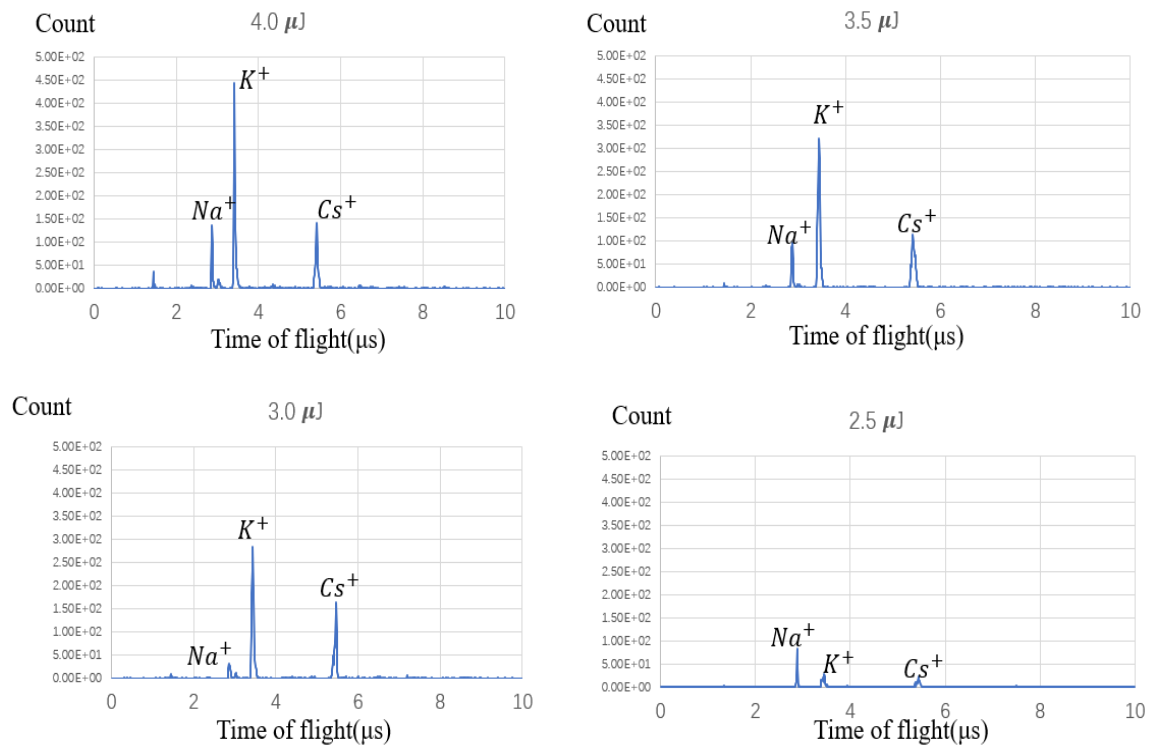 Count
4.0 μJ
5.00E+02
4.50E+02
4.00E+02
3.50E+02
3.00E+02
2.50E+02
2.00E+02
1.50E+02
1.00E+02
5.00E+01
0.00E+00
K+
Na+
Cs+
0 2 4 6 8 10
Time of flight(μs)
Count
3.5 μJ
5.00E+02
4.50E+02
4.00E+02
3.50E+02
3.00E+02
2.50E+02
2.00E+02
1.50E+02
1.00E+02
5.00E+01
0.00E+00
K+
Na+
Cs+
0 2 4 6 8 10
Time of flight(μs)
Count
3.0 μJ
5.00E+02
4.50E+02
4.00E+02
3.50E+02
3.00E+02
2.50E+02
2.00E+02
1.50E+02
1.00E+02
5.00E+01
0.00E+00
K+
Cs+
Na+
0 2 4 6 8 10
Time of flight(μs)
Count
2.5 μJ
5.00E+02
4.50E+02
4.00E+02
3.50E+02
3.00E+02
2.50E+02
2.00E+02
1.50E+02
1.00E+02
5.00E+01
0.00E+00
Na+
K+
Cs+
0 2 4 6 8 10
Time of flight(μs)